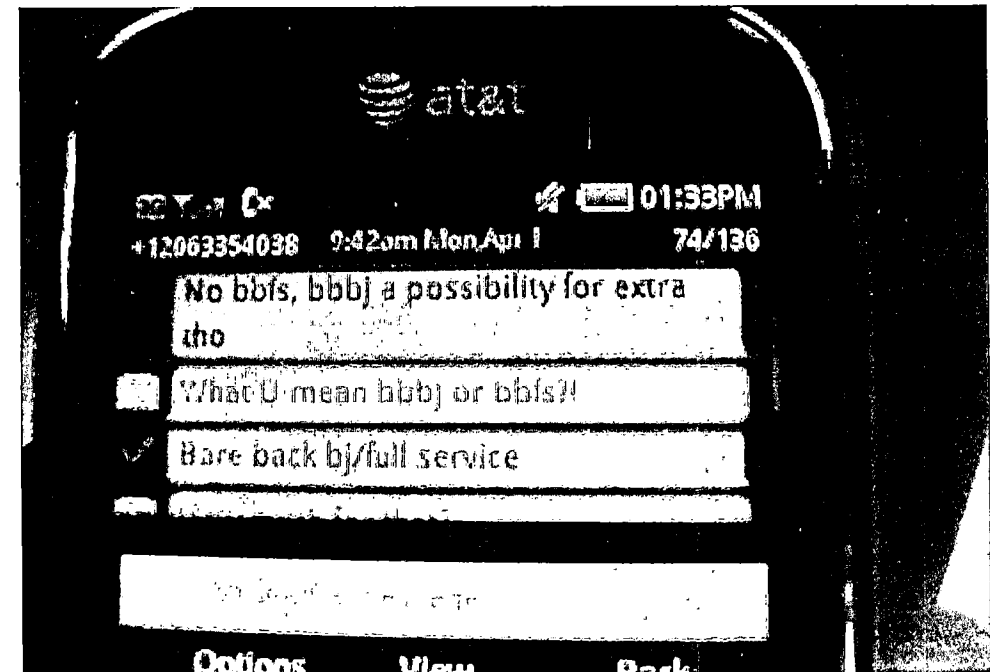 at&t
01:33PM
+12063354038 9:42am Mon, Apr 1 74/136
No bbfs, bbbj a possibility for extra
tho
What U mean bbbj or bbfs?!
Bare back bj/full service
Options View Back